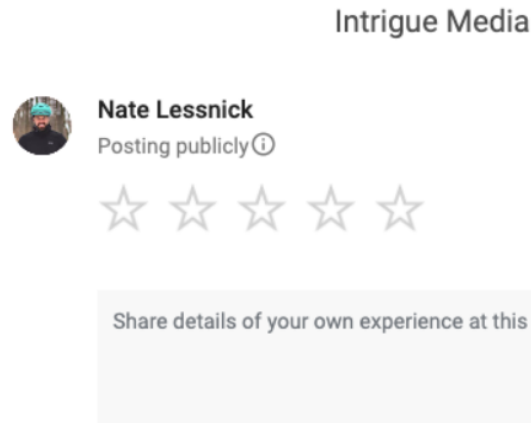 Intrigue Media
Nate Lessnick
Posting publicly
Share details of your own experience at this